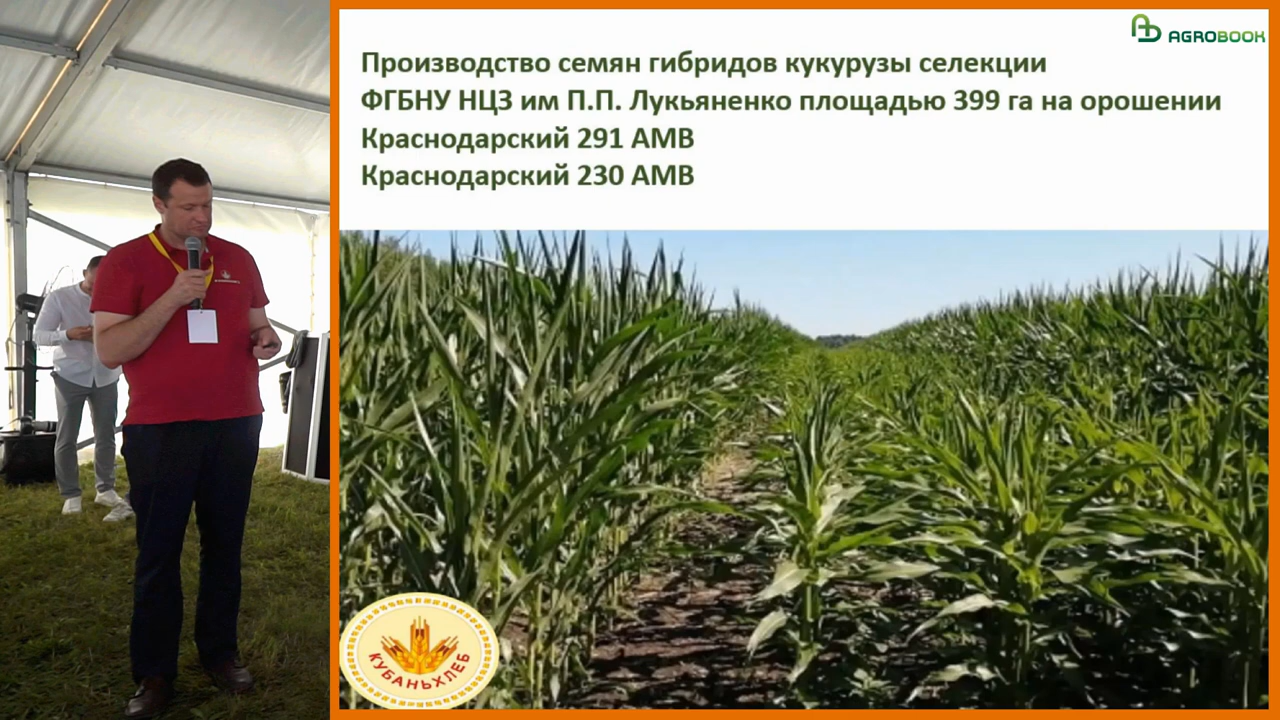 AGROBOOK
Производство семян гибридов кукурузы селекции
ФГБНУ НЦЗ им П.П. Лукьяненко площадью 399 га на орошении
Краснодарский 291 АМВ
Краснодарский 230 АМВ
КУБАНЬХЛЕБ